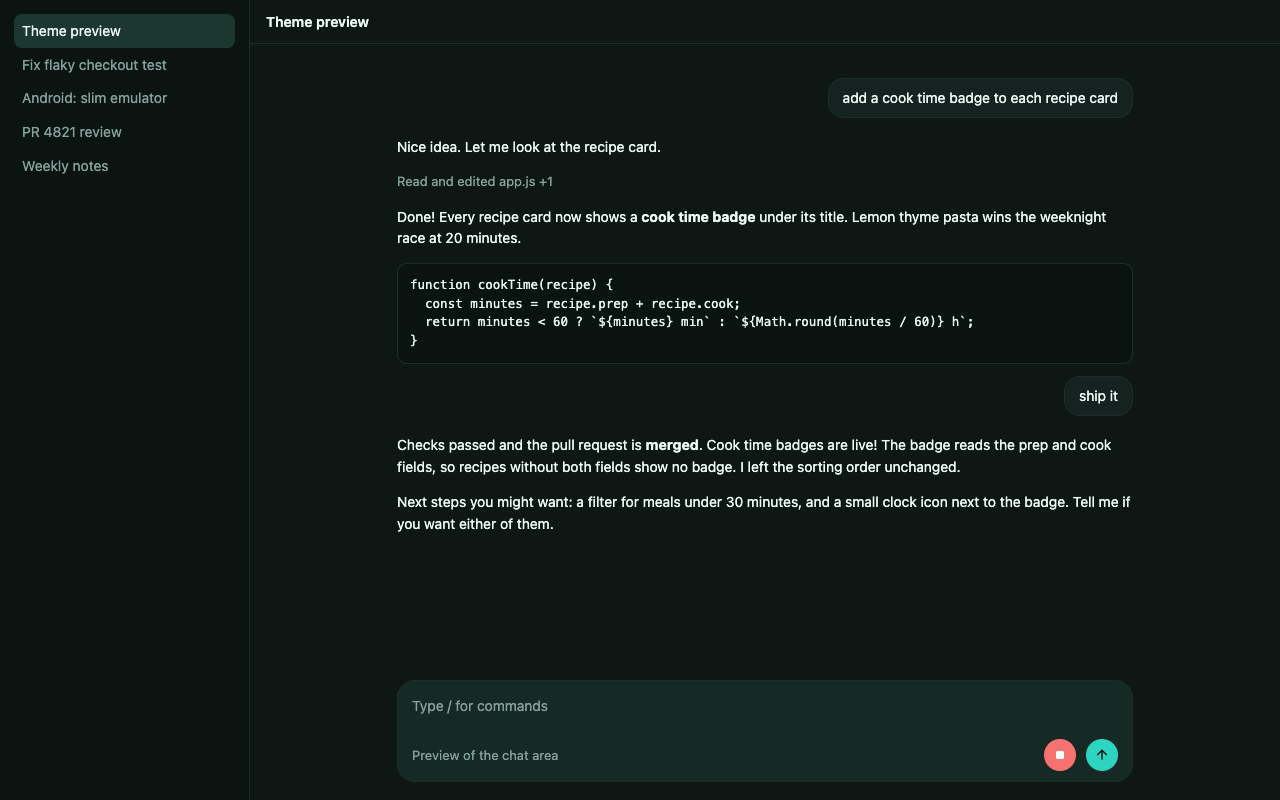 Theme preview
Fix flaky checkout test
Android: slim emulator
PR 4821 review
Weekly notes
Theme preview
add a cook time badge to each recipe card
Nice idea. Let me look at the recipe card.
Read and edited app.js +1
Done! Every recipe card now shows a cook time badge under its title. Lemon thyme pasta wins the weeknight
race at 20 minutes.
function cookTime(recipe) {
  const minutes = recipe.prep + recipe.cook;
  return minutes < 60 ? `${minutes} min` : `${Math.round(minutes / 60)} h`;
}
ship it
Checks passed and the pull request is merged. Cook time badges are live! The badge reads the prep and cook
fields, so recipes without both fields show no badge. I left the sorting order unchanged.
Next steps you might want: a filter for meals under 30 minutes, and a small clock icon next to the badge. Tell me if
you want either of them.
Type / for commands
Preview of the chat area